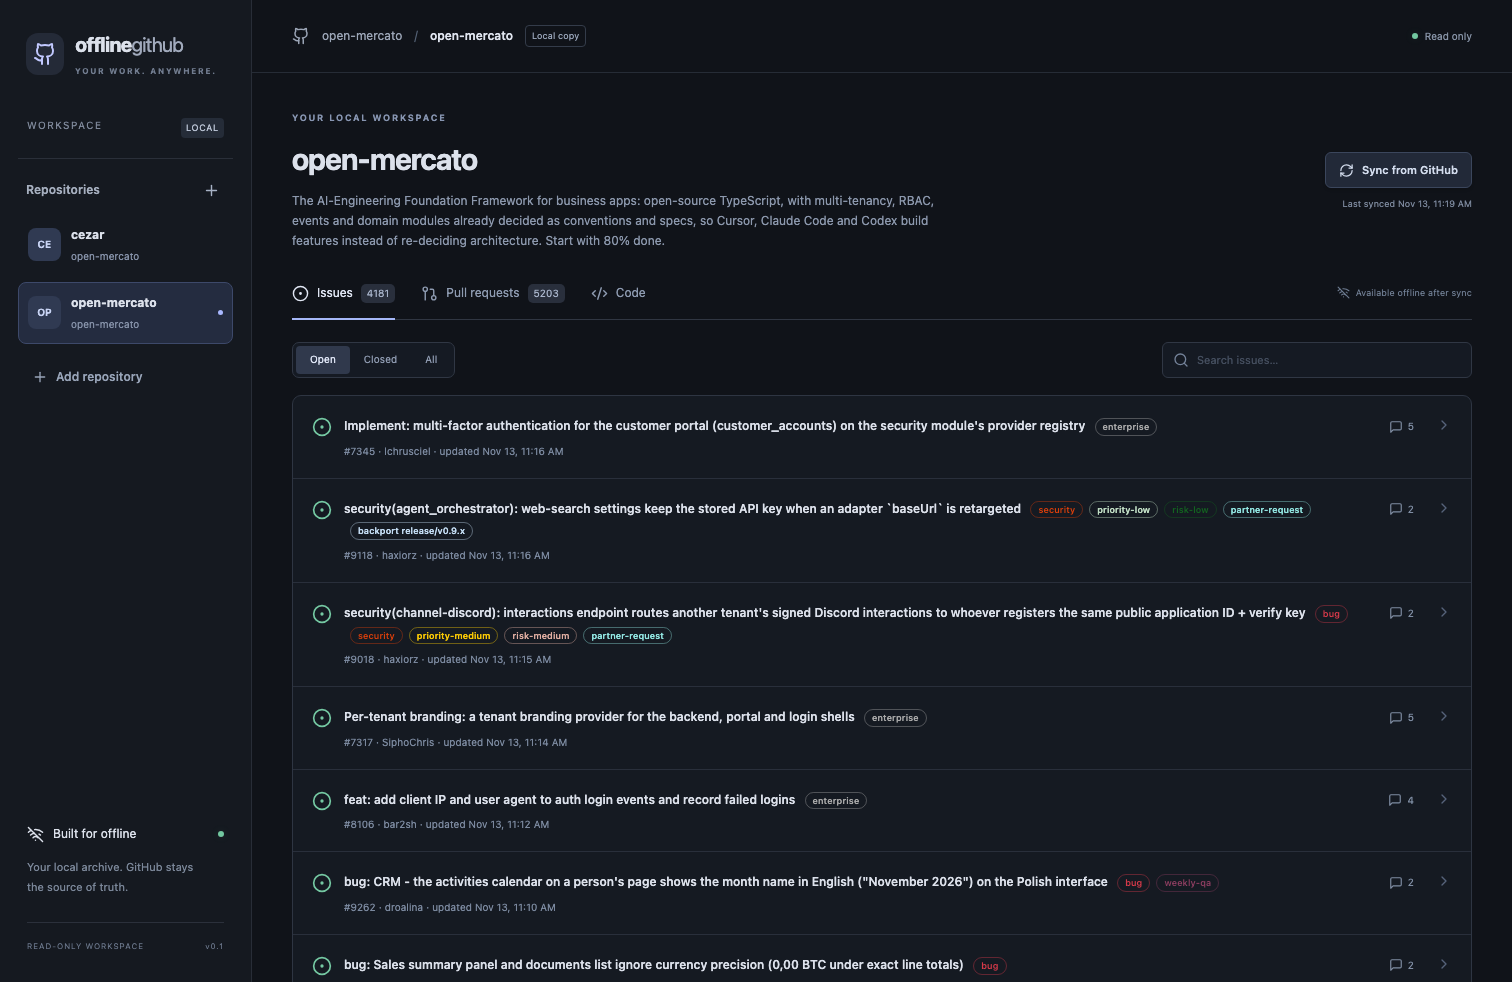 offlinegithub
YOUR WORK. ANYWHERE.
WORKSPACE
LOCAL
Repositories
CE
cezar
open-mercato
OP
open-mercato
open-mercato
Add repository
Built for offline
Your local archive. GitHub stays
the source of truth.
READ-ONLY WORKSPACE
v0.1
open-mercato / open-mercato
Local copy
Read only
YOUR LOCAL WORKSPACE
open-mercato
The AI-Engineering Foundation Framework for business apps: open-source TypeScript, with multi-tenancy, RBAC,
events and domain modules already decided as conventions and specs, so Cursor, Claude Code and Codex build
features instead of re-deciding architecture. Start with 80% done.
Sync from GitHub
Last synced Nov 13, 11:19 AM
Issues 4181
Pull requests 5203
Code
Available offline after sync
Open
Closed
All
Search issues...
Implement: multi-factor authentication for the customer portal (customer_accounts) on the security module's provider registry enterprise
5
#7345 · lchrusciel · updated Nov 13, 11:16 AM
security(agent_orchestrator): web-search settings keep the stored API key when an adapter `baseUrl` is retargeted security priority-low risk-low partner-request
2
backport release/v0.9.x
#9118 · haxiorz · updated Nov 13, 11:16 AM
security(channel-discord): interactions endpoint routes another tenant's signed Discord interactions to whoever registers the same public application ID + verify key bug
2
security priority-medium risk-medium partner-request
#9018 · haxiorz · updated Nov 13, 11:15 AM
Per-tenant branding: a tenant branding provider for the backend, portal and login shells enterprise
5
#7317 · SiphoChris · updated Nov 13, 11:14 AM
feat: add client IP and user agent to auth login events and record failed logins enterprise
4
#8106 · bar2sh · updated Nov 13, 11:12 AM
bug: CRM - the activities calendar on a person's page shows the month name in English ("November 2026") on the Polish interface bug weekly-qa
2
#9262 · droalina · updated Nov 13, 11:10 AM
bug: Sales summary panel and documents list ignore currency precision (0,00 BTC under exact line totals) bug
2